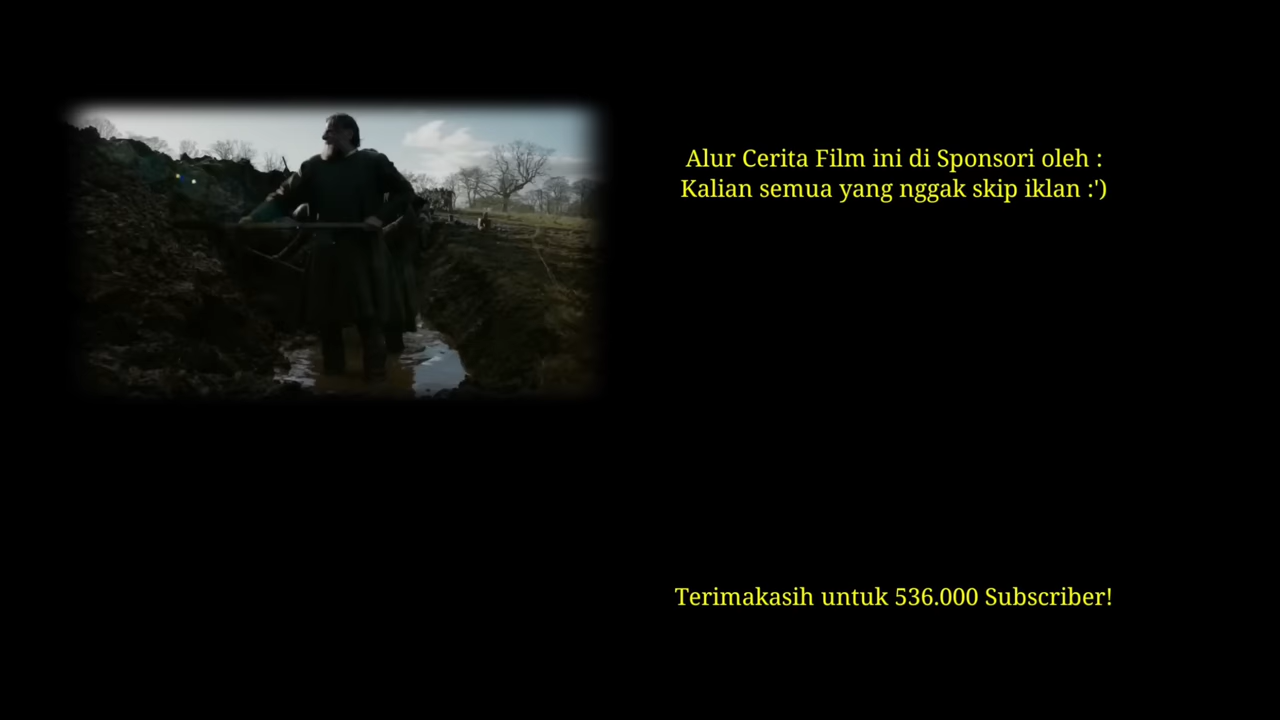 Alur Cerita Film ini di Sponsori oleh :
Kalian semua yang nggak skip iklan :')
Terimakasih untuk 536.000 Subscriber!